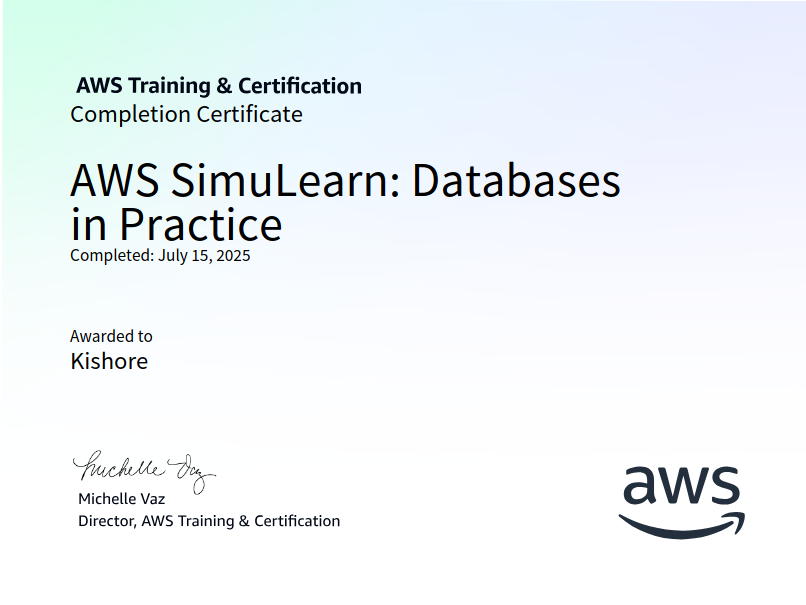 AWS Training & Certification
Completion Certificate
AWS SimuLearn: Databases
in Practice
Completed: July 15, 2025
Awarded to
Kishore
Michelle Vaz
Michelle Vaz
Director, AWS Training & Certification
aws